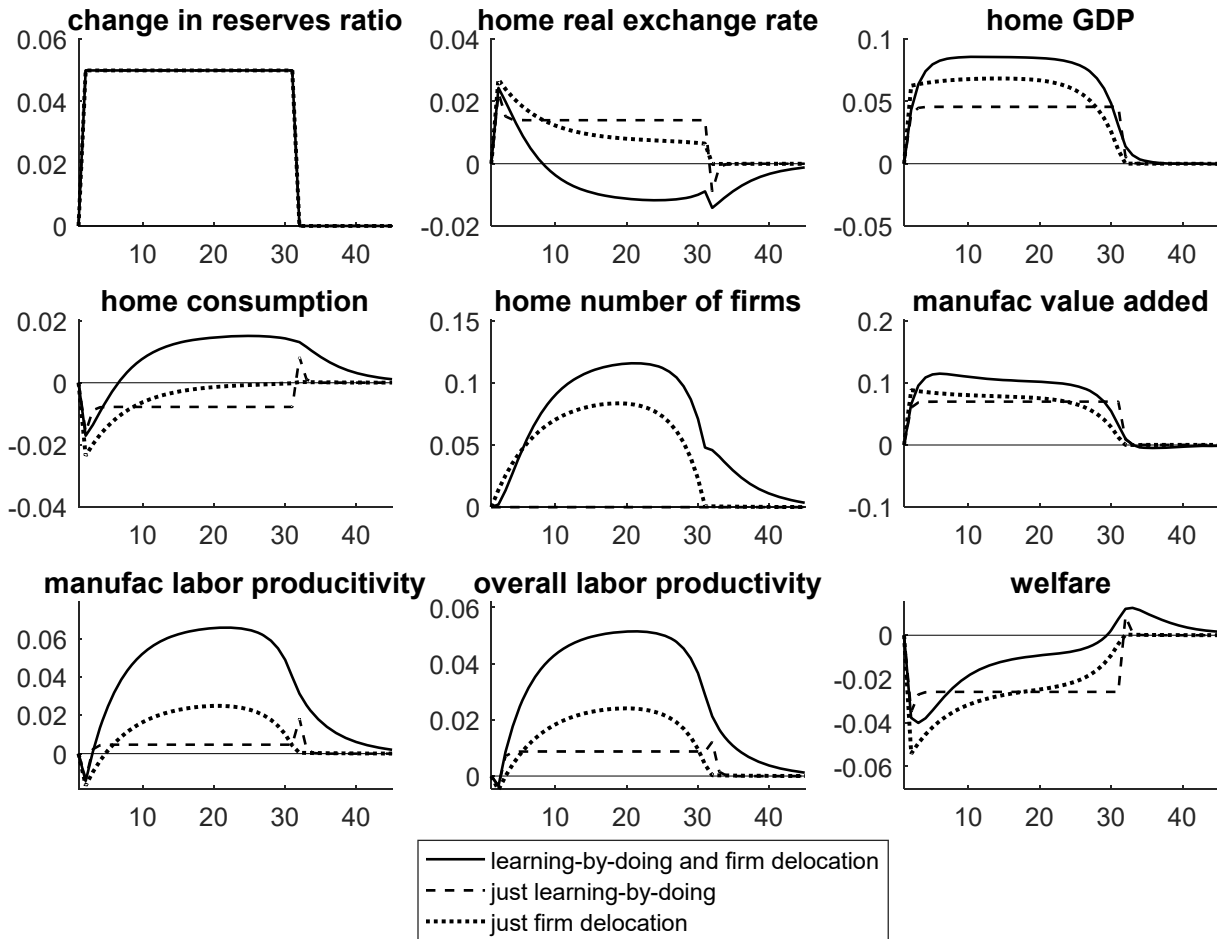 change in reserves ratio
0.06
0.04
0.02
0
10 20 30 40
home real exchange rate
0.04
0.02
0
-0.02
10 20 30 40
home GDP
0.1
0.05
0
-0.05
10 20 30 40
home consumption
0.02
0
-0.02
-0.04
10 20 30 40
home number of firms
0.15
0.1
0.05
0
10 20 30 40
manufac value added
0.2
0.1
0
-0.1
10 20 30 40
manufac labor producitivity
0.06
0.04
0.02
0
10 20 30 40
overall labor productivity
0.06
0.04
0.02
0
10 20 30 40
welfare
0
-0.02
-0.04
-0.06
10 20 30 40
learning-by-doing and firm delocation
just learning-by-doing
just firm delocation